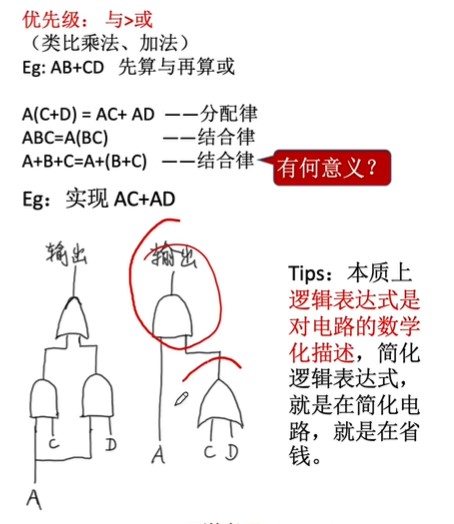 优先级：与>或
（类比乘法、加法）
Eg: AB+CD 先算与再算或
A(C+D) = AC+ AD ——分配律
ABC=A(BC) ——结合律
A+B+C=A+(B+C) ——结合律
有何意义？
Eg：实现 AC+AD
输出
输出
C
D
A
A
C
D
Tips：本质上
逻辑表达式是
对电路的数学
化描述，简化
逻辑表达式，
就是在简化电
路，就是在省
钱。